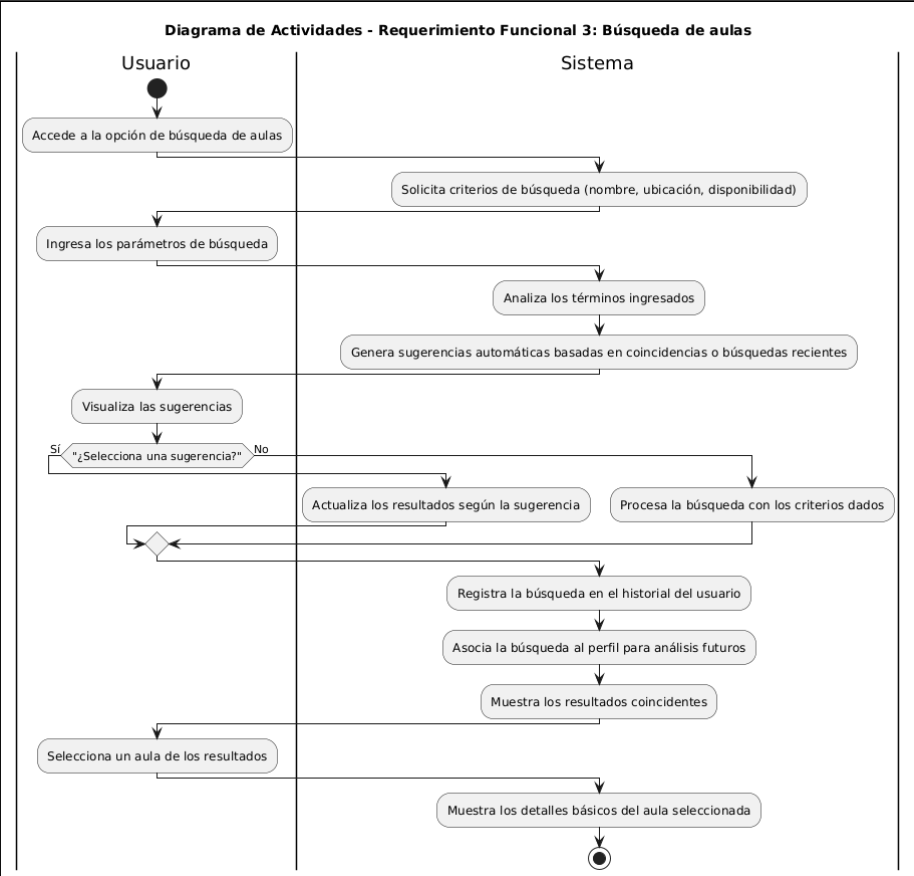 Diagrama de Actividades - Requerimiento Funcional 3: Búsqueda de aulas
Usuario
Sistema
Accede a la opción de búsqueda de aulas
Solicita criterios de búsqueda (nombre, ubicación, disponibilidad)
Ingresa los parámetros de búsqueda
Analiza los términos ingresados
Genera sugerencias automáticas basadas en coincidencias o búsquedas recientes
Visualiza las sugerencias
Sí
"¿Selecciona una sugerencia?"
No
Actualiza los resultados según la sugerencia
Procesa la búsqueda con los criterios dados
Registra la búsqueda en el historial del usuario
Asocia la búsqueda al perfil para análisis futuros
Muestra los resultados coincidentes
Selecciona un aula de los resultados
Muestra los detalles básicos del aula seleccionada